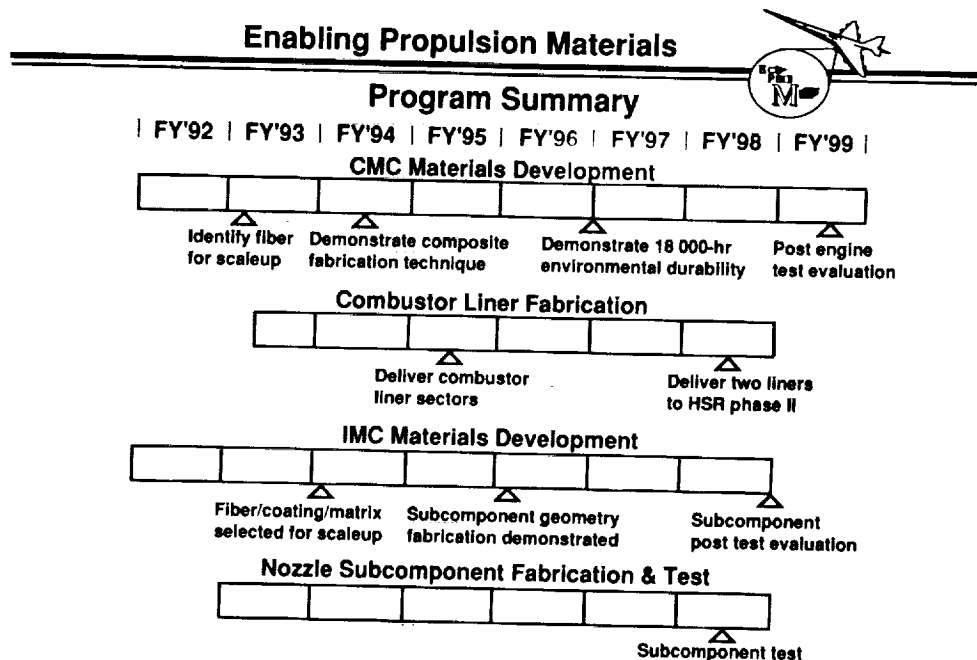 Enabling Propulsion Materials
Program Summary
| FY'92 | FY'93 | FY'94 | FY'95 | FY'96 | FY'97 | FY'98 | FY'99 |
CMC Materials Development
Identify fiber
for scaleup
Demonstrate composite
fabrication technique
Demonstrate 18 000-hr
environmental durability
Post engine
test evaluation
Combustor Liner Fabrication
Deliver combustor
liner sectors
Deliver two liners
to HSR phase II
IMC Materials Development
Fiber/coating/matrix
selected for scaleup
Subcomponent geometry
fabrication demonstrated
Subcomponent
post test evaluation
Nozzle Subcomponent Fabrication & Test
Subcomponent test